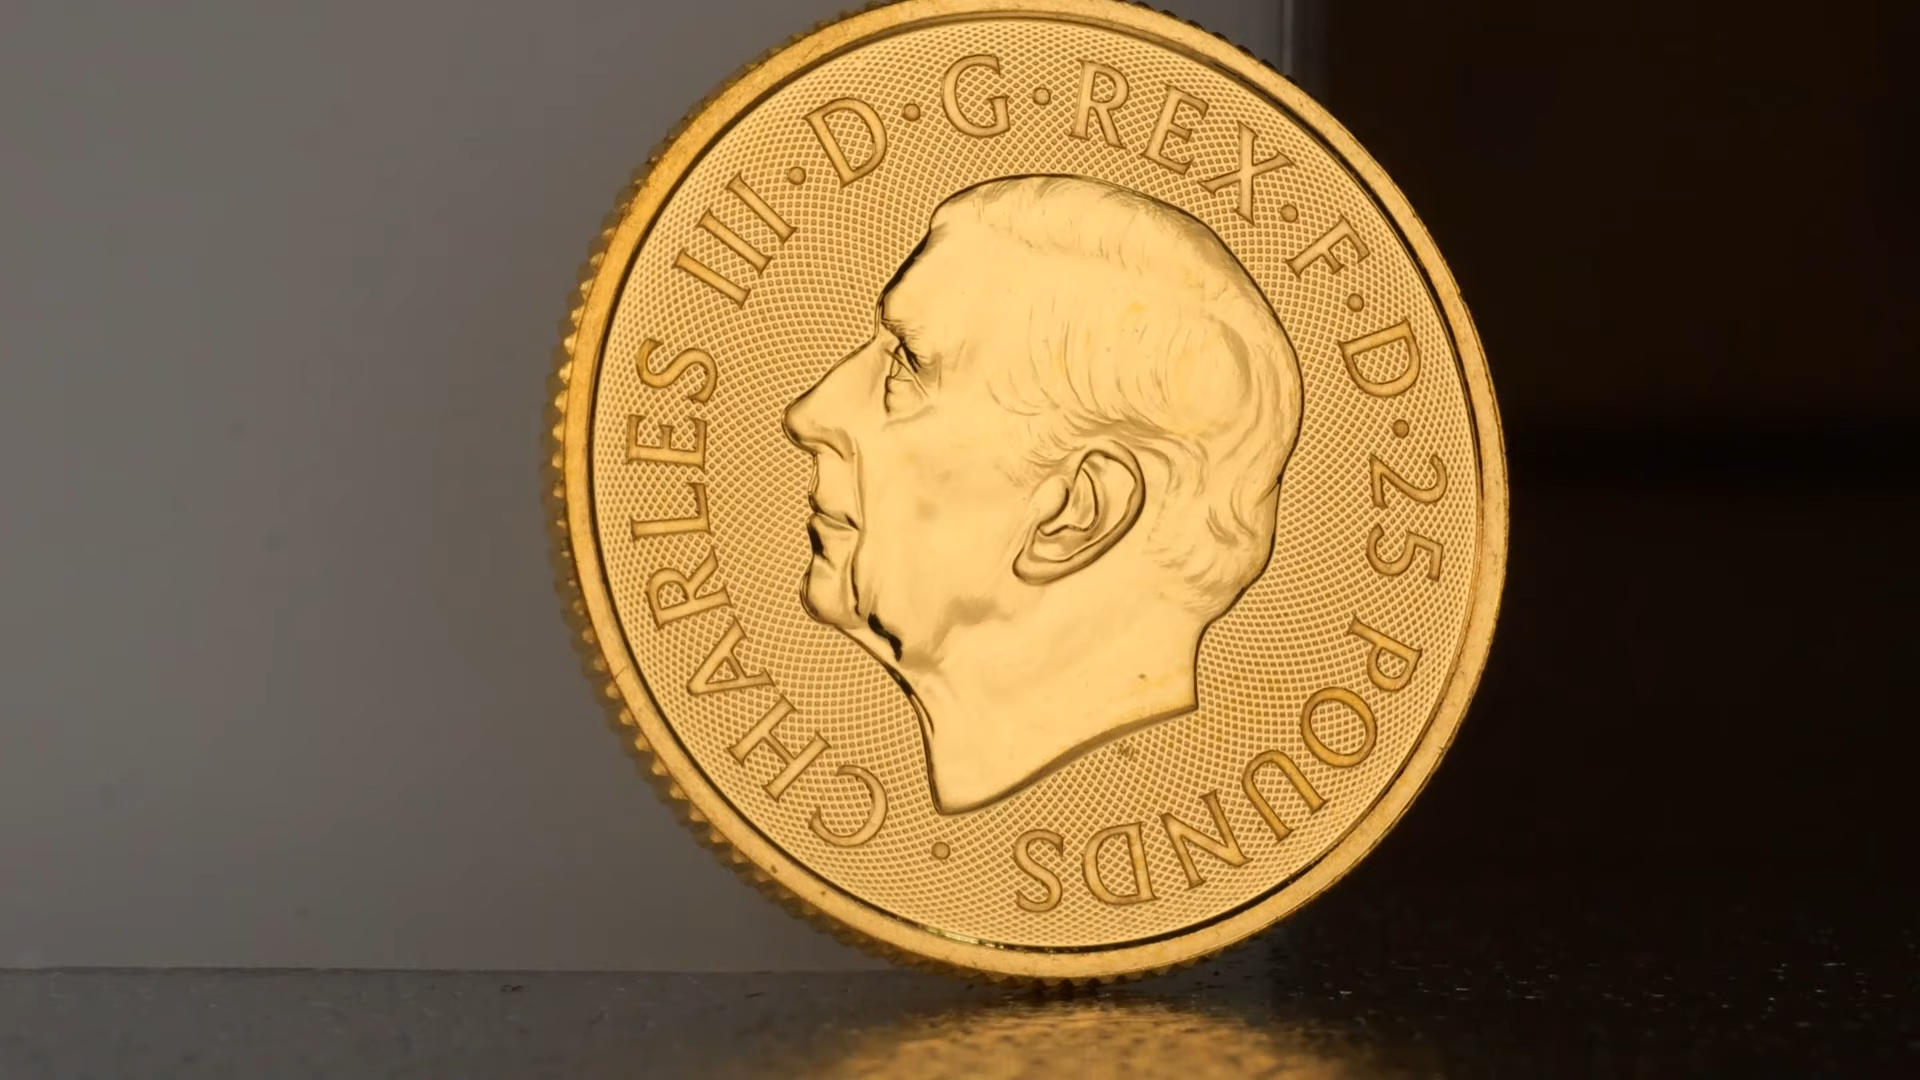 · CHARLES III · D · G · REX · F · D · 25 POUNDS